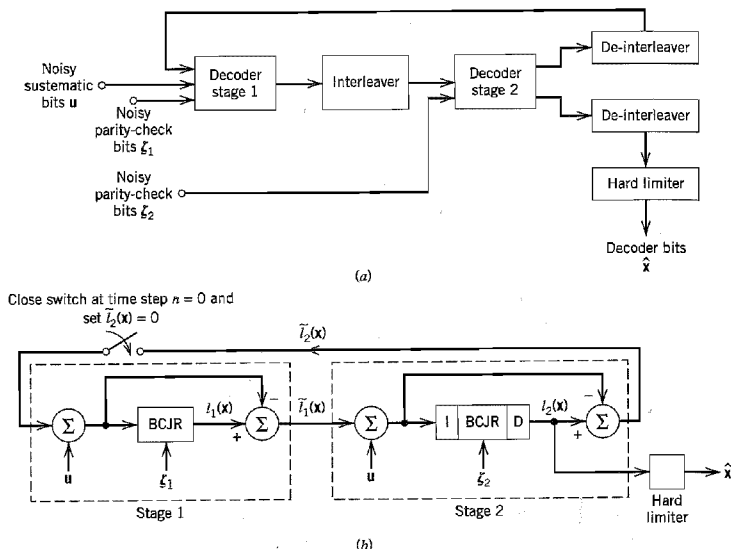 De-interleaver
Noisy
sustematic
bits u
Decoder
stage 1
Interleaver
Decoder
stage 2
Noisy
parity-check
bits ζ1
De-interleaver
Noisy
parity-check
bits ζ2
Hard limiter
Decoder bits
x̂
(a)
Close switch at time step n = 0 and
set l̃2(x) = 0
l̃2(x)
Σ
BCJR
l1(x)
−
+
Σ
l̃1(x)
Σ
I
BCJR
D
l2(x)
−
+
Σ
u
ζ1
u
ζ2
x̂
Stage 1
Stage 2
Hard
limiter
(b)